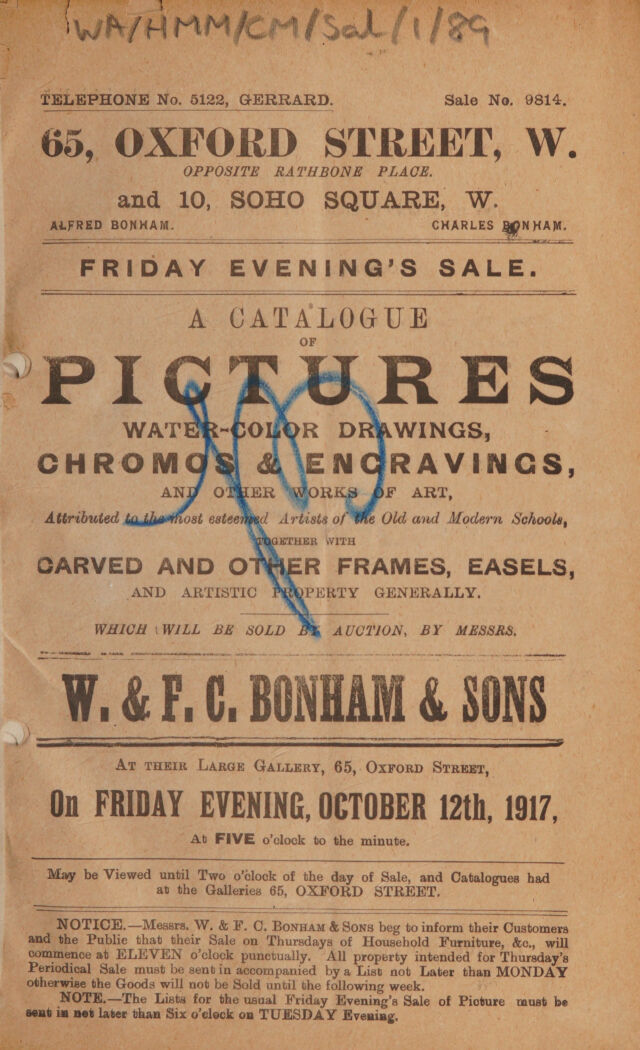 WA/HMM/CM/Sal/1/89
TELEPHONE No. 5122, GERRARD. Sale No. 9814.
65, OXFORD STREET, W.
OPPOSITE RATHBONE PLACE.
and 10, SOHO SQUARE, W.
ALFRED BONHAM. CHARLES BONHAM.
FRIDAY EVENING'S SALE.
A CATALOGUE
OF
PICTURES
WATER-COLOR DRAWINGS,
CHROMOS & ENGRAVINGS,
AND OTHER WORKS OF ART,
Attributed to the most esteemed Artists of the Old and Modern Schools,
TOGETHER WITH
CARVED AND OTHER FRAMES, EASELS,
AND ARTISTIC PROPERTY GENERALLY.
WHICH WILL BE SOLD BY AUCTION, BY MESSRS.
W. & F. C. BONHAM & SONS
AT THEIR LARGE GALLERY, 65, OXFORD STREET,
On FRIDAY EVENING, OCTOBER 12th, 1917,
At FIVE o'clock to the minute.
May be Viewed until Two o'clock of the day of Sale, and Catalogues had
at the Galleries 65, OXFORD STREET.
NOTICE.—Messrs. W. & F. C. BONHAM & SONS beg to inform their Customers
and the Public that their Sale on Thursdays of Household Furniture, &c., will
commence at ELEVEN o'clock punctually. All property intended for Thursday's
Periodical Sale must be sent in accompanied by a List not Later than MONDAY
otherwise the Goods will not be Sold until the following week.
NOTE.—The Lists for the usual Friday Evening's Sale of Picture must be
sent in not later than Six o'clock on TUESDAY Evening.